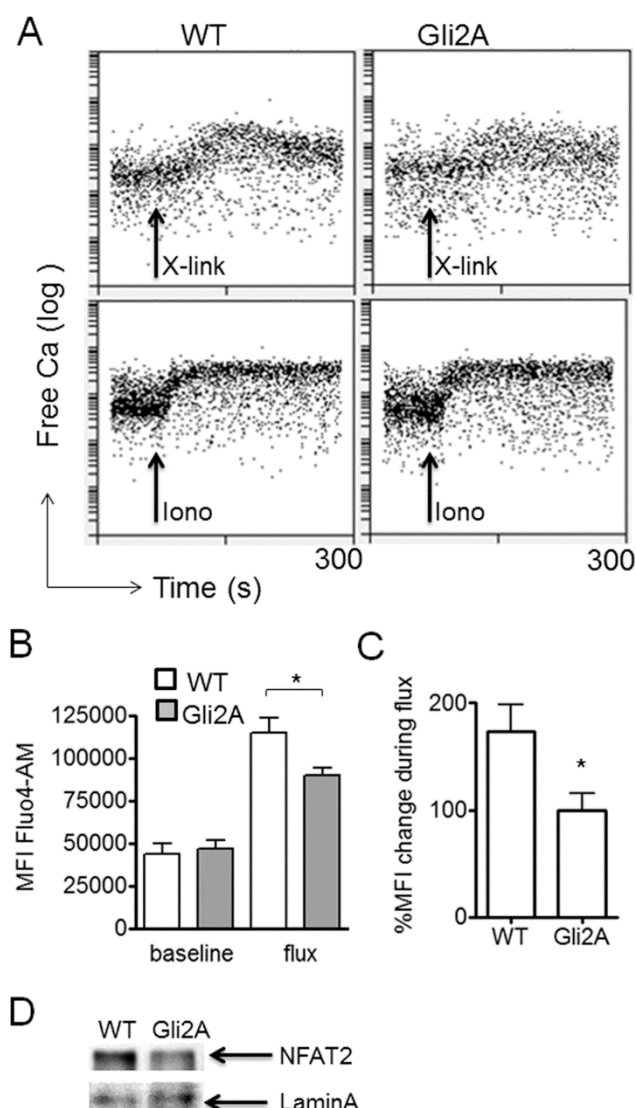 A
WT Gli2A
X-link X-link
Free Ca (log )
Iono Iono
300 300
Time (s)
B
WT
Gli2A
*
125000
100000
75000
50000
25000
0
MFI Fluo4-AM
baseline flux
C
200
100
0
%MFI change during flux
*
WT Gli2A
D
WT Gli2A
NFAT2
LaminA